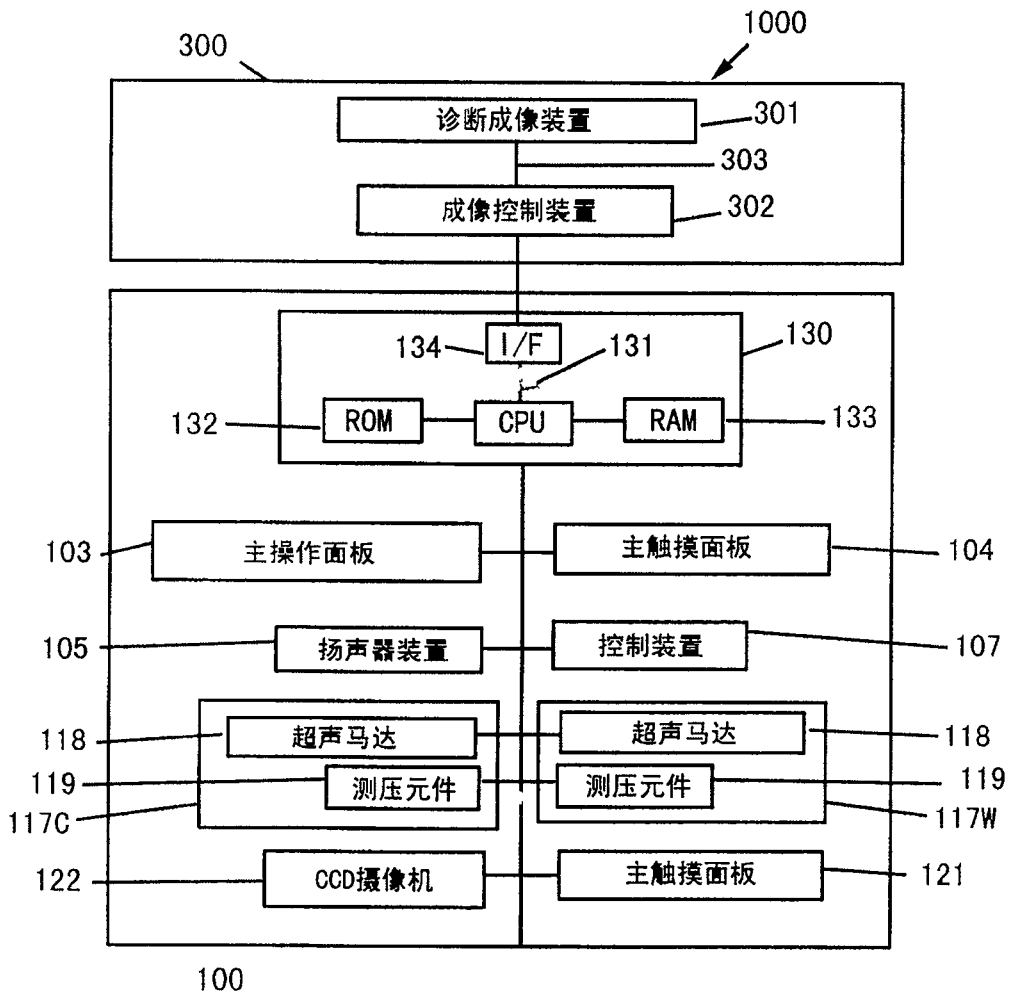 1000
300
诊断成像装置
301
303
成像控制装置
302
134
I/F
131
130
132
ROM
CPU
RAM
133
103
主操作面板
主触摸面板
104
105
扬声器装置
控制装置
107
118
超声马达
超声马达
118
119
测压元件
测压元件
119
117C
117W
122
CCD摄像机
主触摸面板
121
100